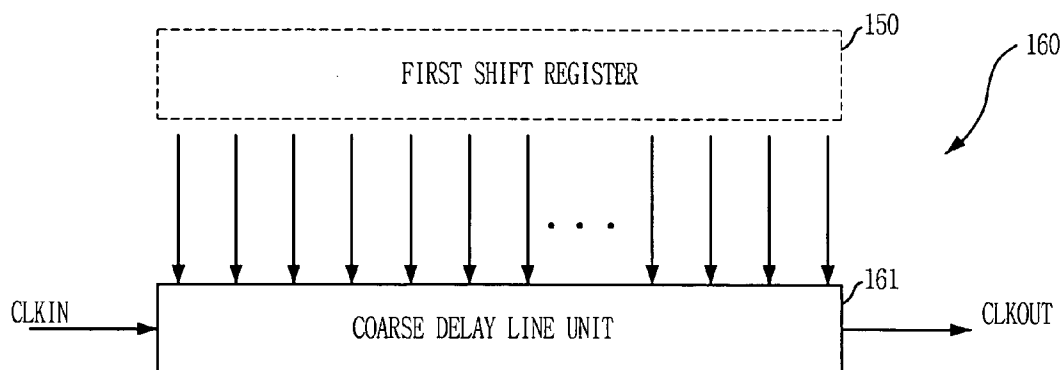 150
160
FIRST SHIFT REGISTER
. . .
161
CLKIN
COARSE DELAY LINE UNIT
CLKOUT